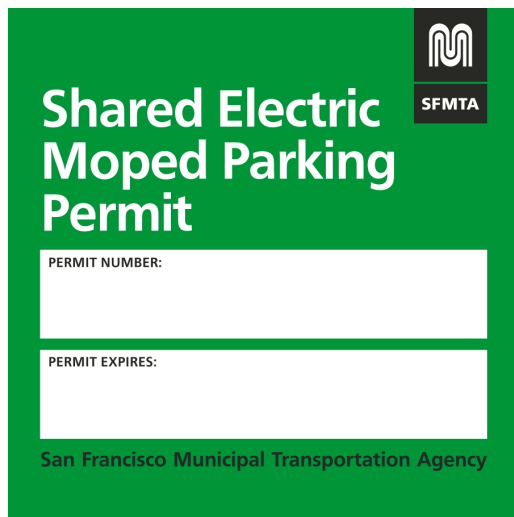 SFMTA
Shared Electric
Moped Parking
Permit
PERMIT NUMBER:
PERMIT EXPIRES:
San Francisco Municipal Transportation Agency